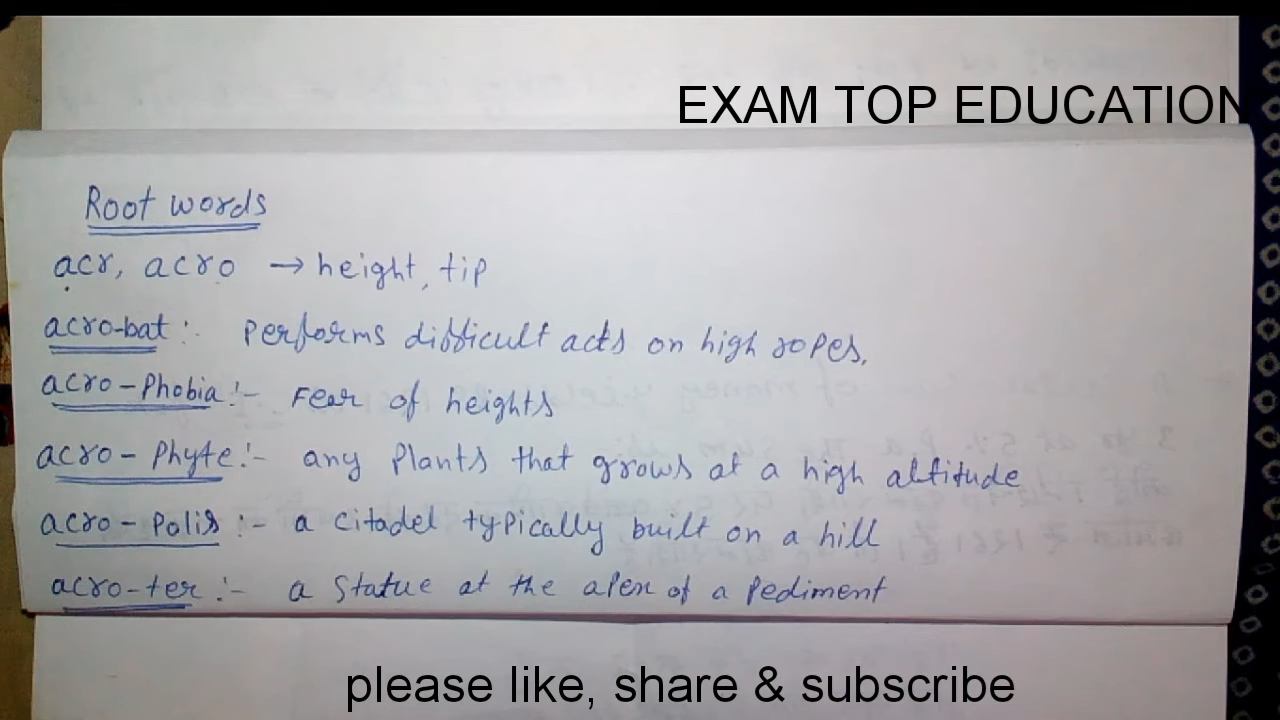 EXAM TOP EDUCATION
Root words
acr, acro → height, tip
acro-bat :- Performs difficult acts on high ropes.
acro-Phobia :- Fear of heights
acro-Phyte :- any Plants that grows at a high altitude
acro-Polis :- a citadel typically built on a hill
acro-ter :- a Statue at the apex of a Pediment
please like, share & subscribe